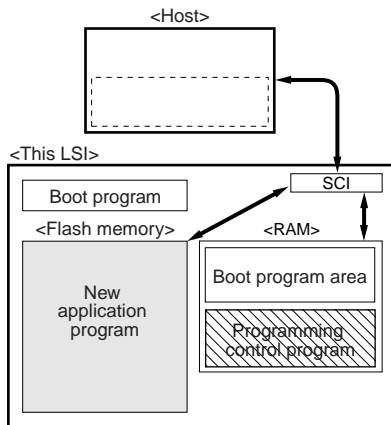 <Host>
<This LSI>
SCI
Boot program
<Flash memory>
<RAM>
New
application
program
Boot program area
Programming
control program